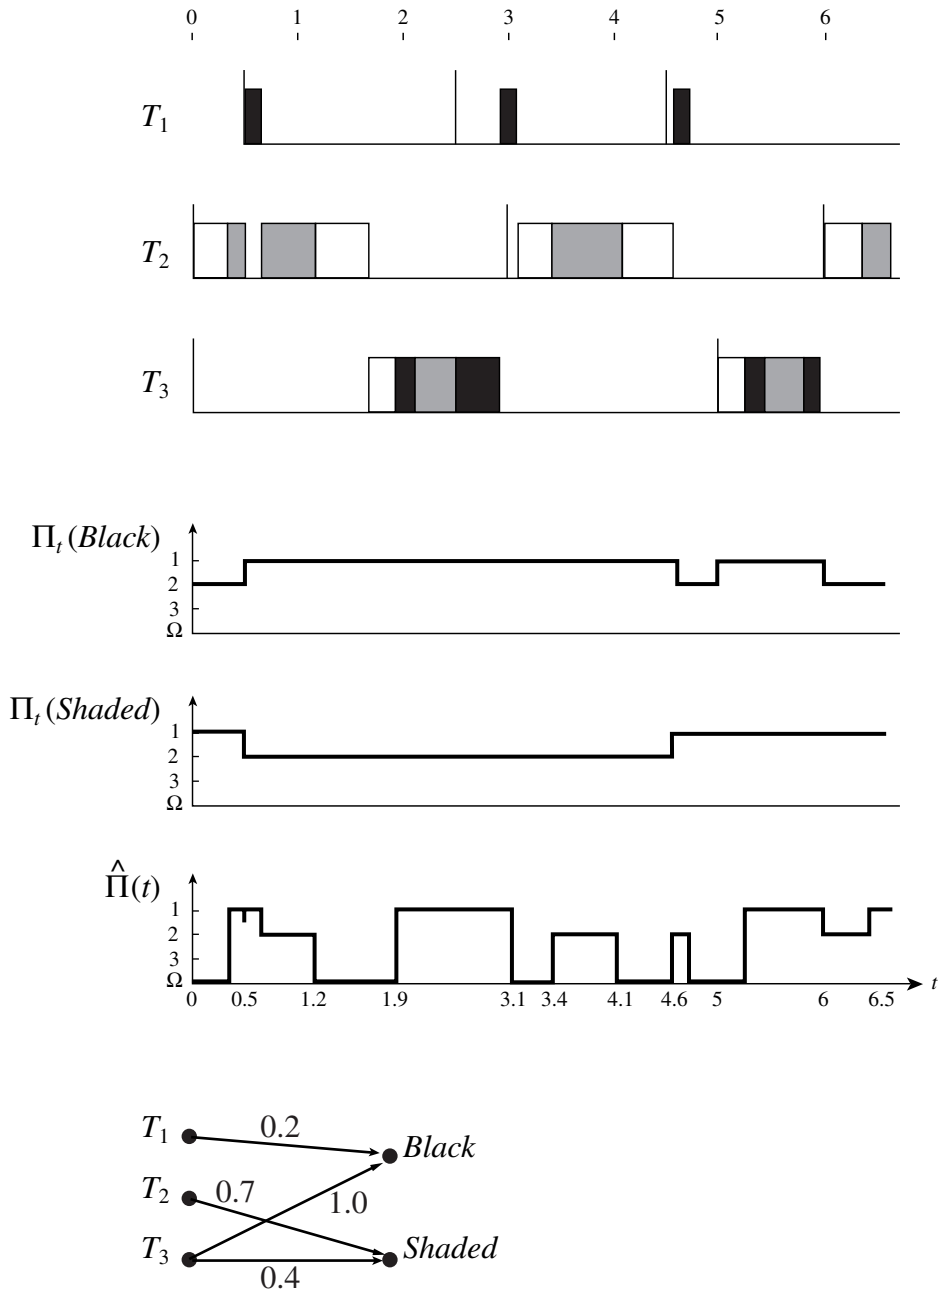 0 1 2 3 4 5 6
T1
T2
T3
Πt (Black)
1
2
3
Ω
Πt (Shaded)
1
2
3
Ω
Π̂(t)
1
2
3
Ω
0 0.5 1.2 1.9 3.1 3.4 4.1 4.6 5 6 6.5 t
T1 0.2 Black
T2 0.7 1.0
T3 0.4 Shaded